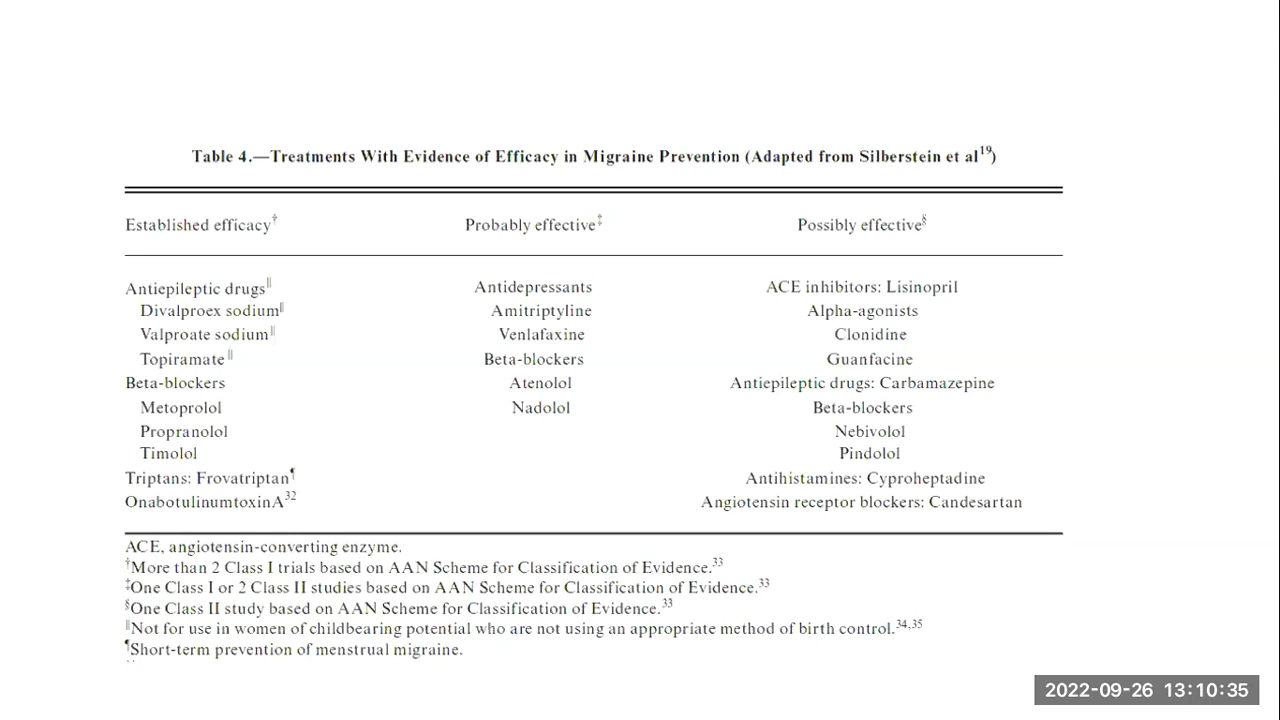 Table 4.—Treatments With Evidence of Efficacy in Migraine Prevention (Adapted from Silberstein et al19)
Established efficacy† Probably effective‡ Possibly effective§
Antiepileptic drugs|| Antidepressants ACE inhibitors: Lisinopril
Divalproex sodium|| Amitriptyline Alpha-agonists
Valproate sodium|| Venlafaxine Clonidine
Topiramate|| Beta-blockers Guanfacine
Beta-blockers Atenolol Antiepileptic drugs: Carbamazepine
Metoprolol Nadolol Beta-blockers
Propranolol Nebivolol
Timolol Pindolol
Triptans: Frovatriptan¶ Antihistamines: Cyproheptadine
OnabotulinumtoxinA32 Angiotensin receptor blockers: Candesartan
ACE, angiotensin-converting enzyme.
†More than 2 Class I trials based on AAN Scheme for Classification of Evidence.33
‡One Class I or 2 Class II studies based on AAN Scheme for Classification of Evidence.33
§One Class II study based on AAN Scheme for Classification of Evidence.33
||Not for use in women of childbearing potential who are not using an appropriate method of birth control.34,35
¶Short-term prevention of menstrual migraine.
2022-09-26 13:10:35